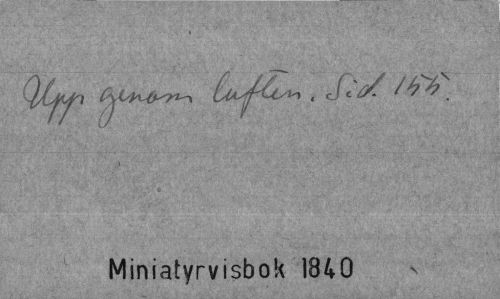 Upp genom luften. Sid. 155.
Miniatyrvisbok 1840